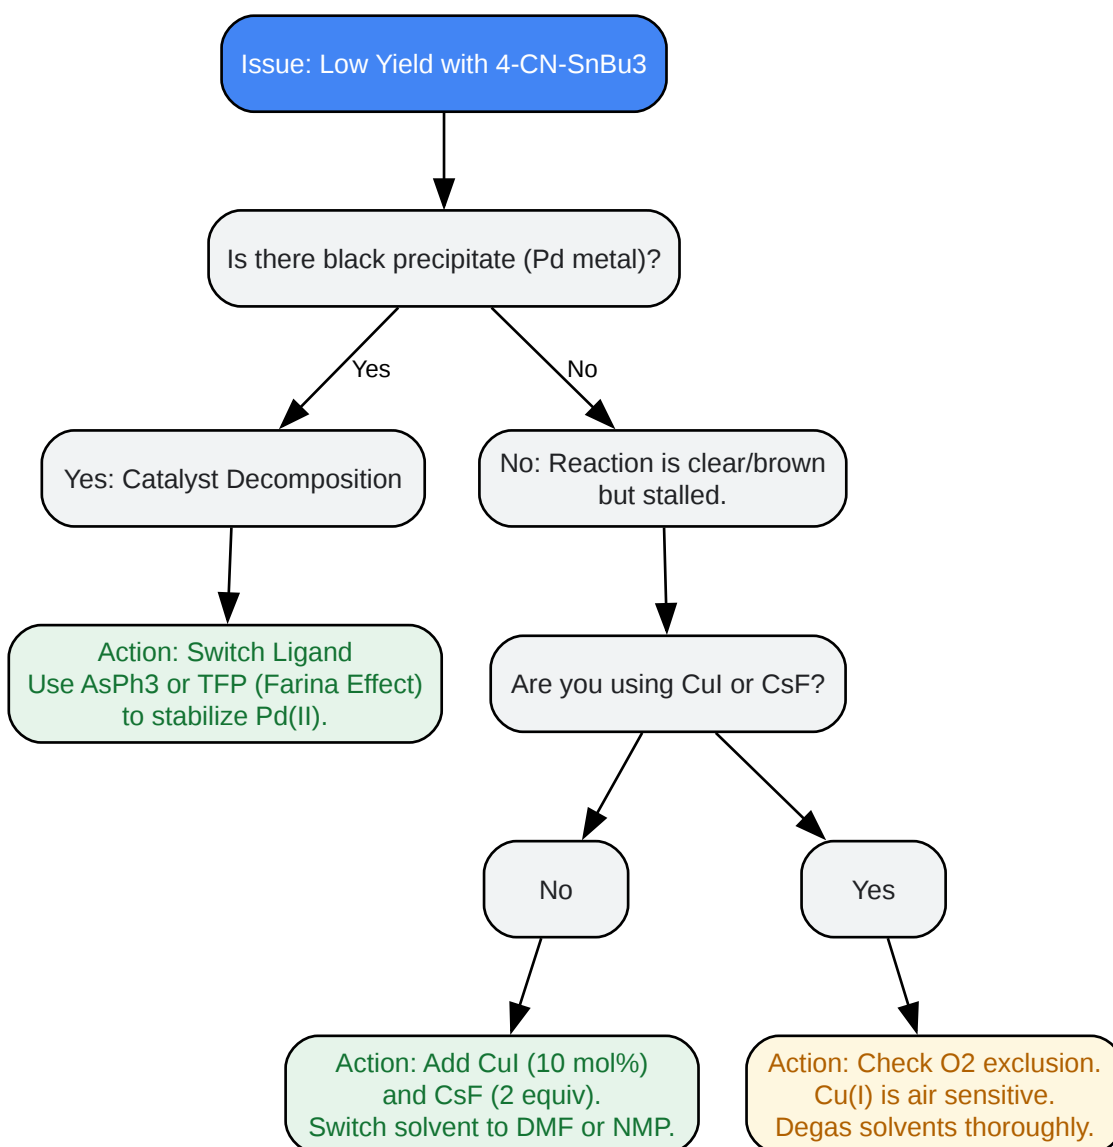 Issue: Low Yield with 4-CN-SnBu3
Is there black precipitate (Pd metal)?
Yes
No
Yes: Catalyst Decomposition
No: Reaction is clear/brown
but stalled.
Action: Switch Ligand
Use AsPh3 or TFP (Farina Effect)
to stabilize Pd(II).
Are you using CuI or CsF?
No
Yes
Action: Add CuI (10 mol%)
and CsF (2 equiv).
Switch solvent to DMF or NMP.
Action: Check O2 exclusion.
Cu(I) is air sensitive.
Degas solvents thoroughly.